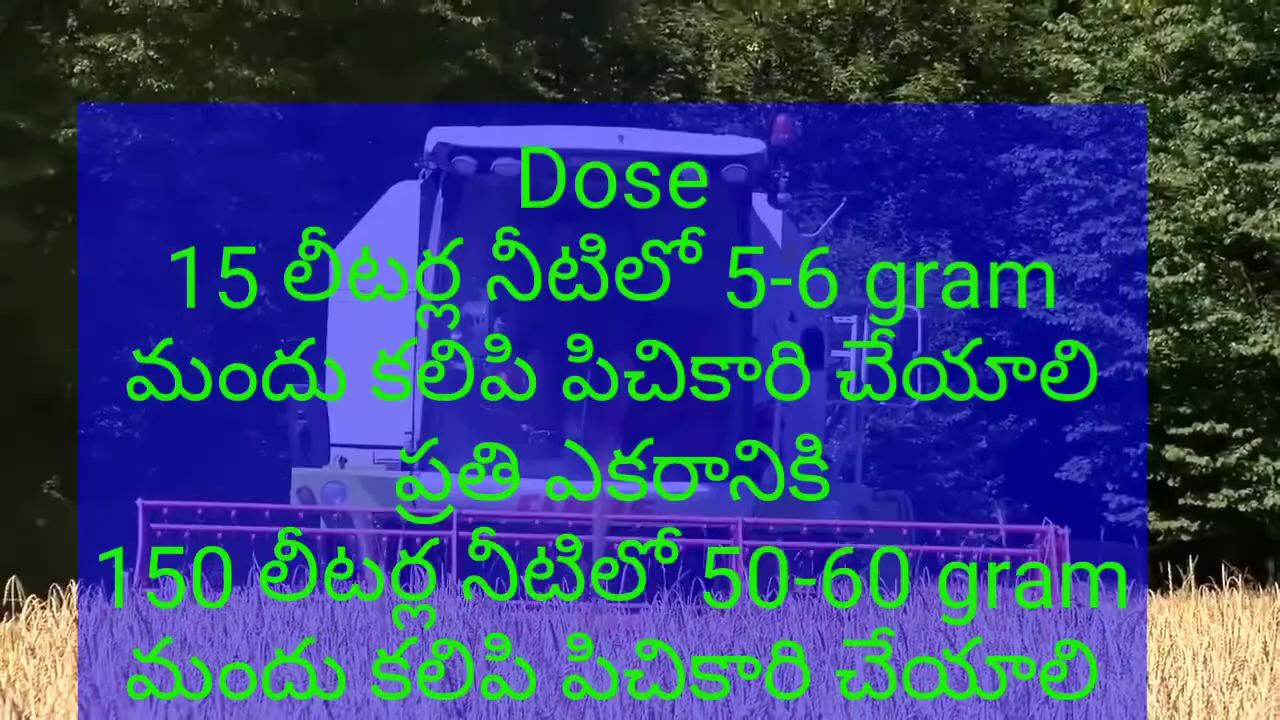 Dose
15 లీటర్ల నీటిలో 5-6 gram
మందు కలిపి పిచికారి చేయాలి
ప్రతి ఎకరానికి
150 లీటర్ల నీటిలో 50-60 gram
మందు కలిపి పిచికారి చేయాలి